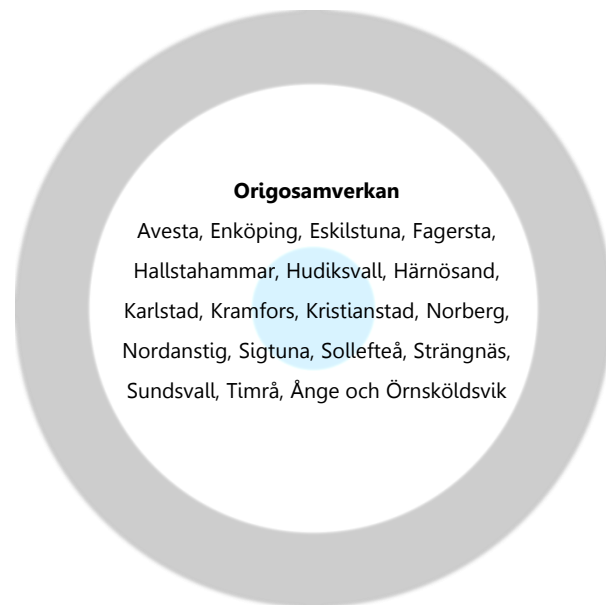 Origosamverkan
Avesta, Enköping, Eskilstuna, Fagersta,
Hallstahammar, Hudiksvall, Härnösand,
Karlstad, Kramfors, Kristianstad, Norberg,
Nordanstig, Sigtuna, Sollefteå, Strängnäs,
Sundsvall, Timrå, Ånge och Örnsköldsvik